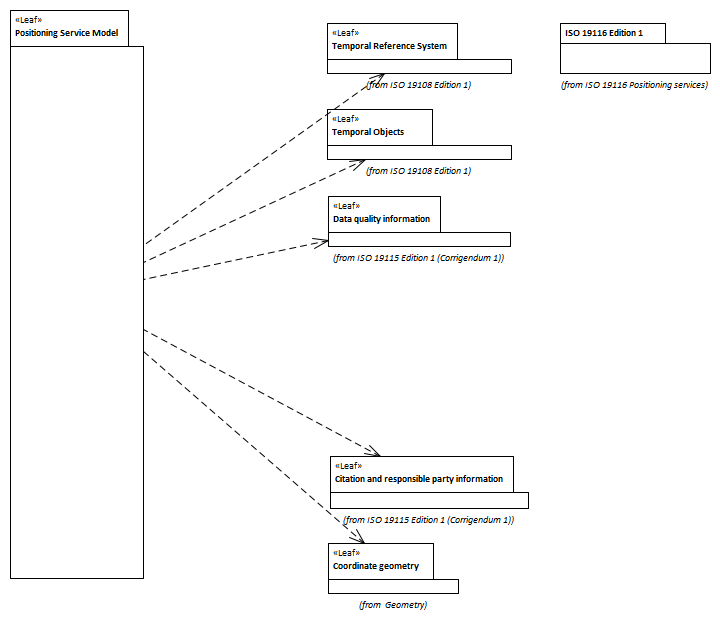 «Leaf»
Positioning Service Model
«Leaf»
Temporal Reference System
(from ISO 19108 Edition 1)
ISO 19116 Edition 1
(from ISO 19116 Positioning services)
«Leaf»
Temporal Objects
(from ISO 19108 Edition 1)
«Leaf»
Data quality information
(from ISO 19115 Edition 1 (Corrigendum 1))
«Leaf»
Citation and responsible party information
(from ISO 19115 Edition 1 (Corrigendum 1))
«Leaf»
Coordinate geometry
(from Geometry)